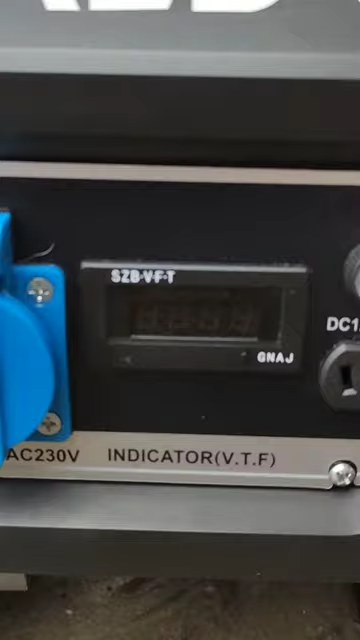 SZB-V-F-T
GNAJ
DC1
AC230V
INDICATOR(V.T.F)